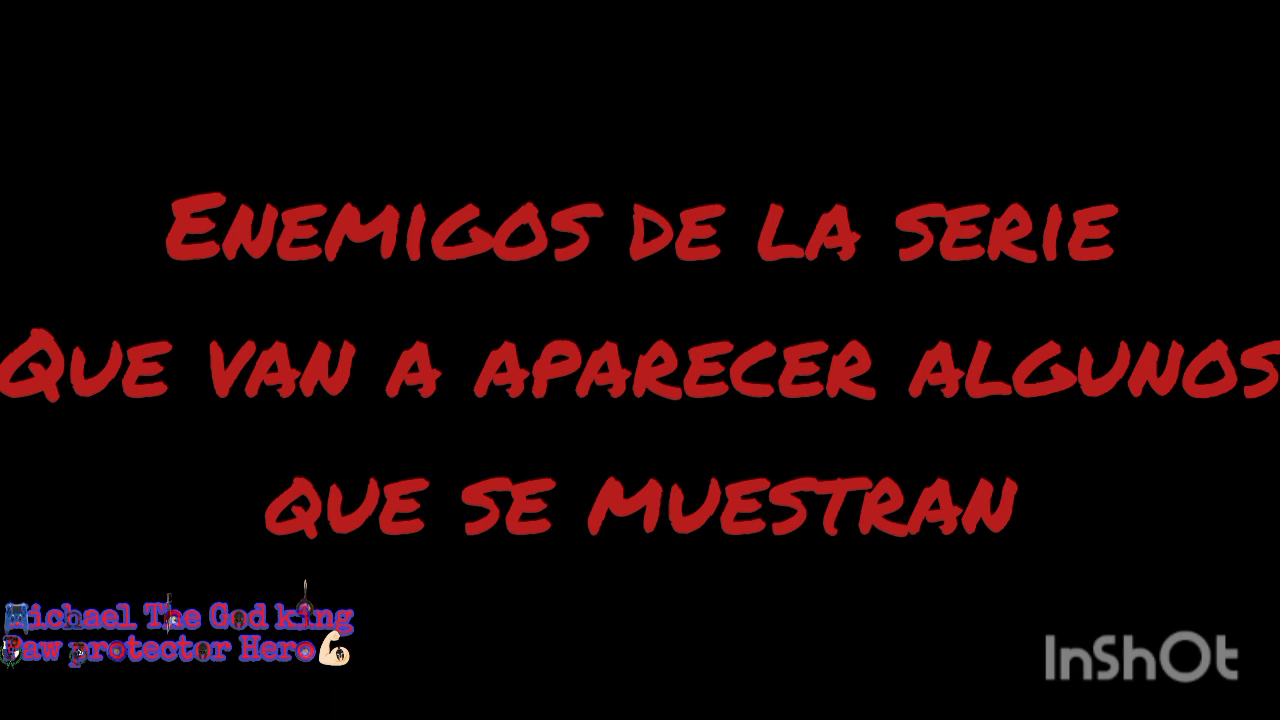 Enemigos de la serie
Que van a aparecer algunos
que se muestran
Michael The God king
Paw protector Hero💪🏻
InShOt